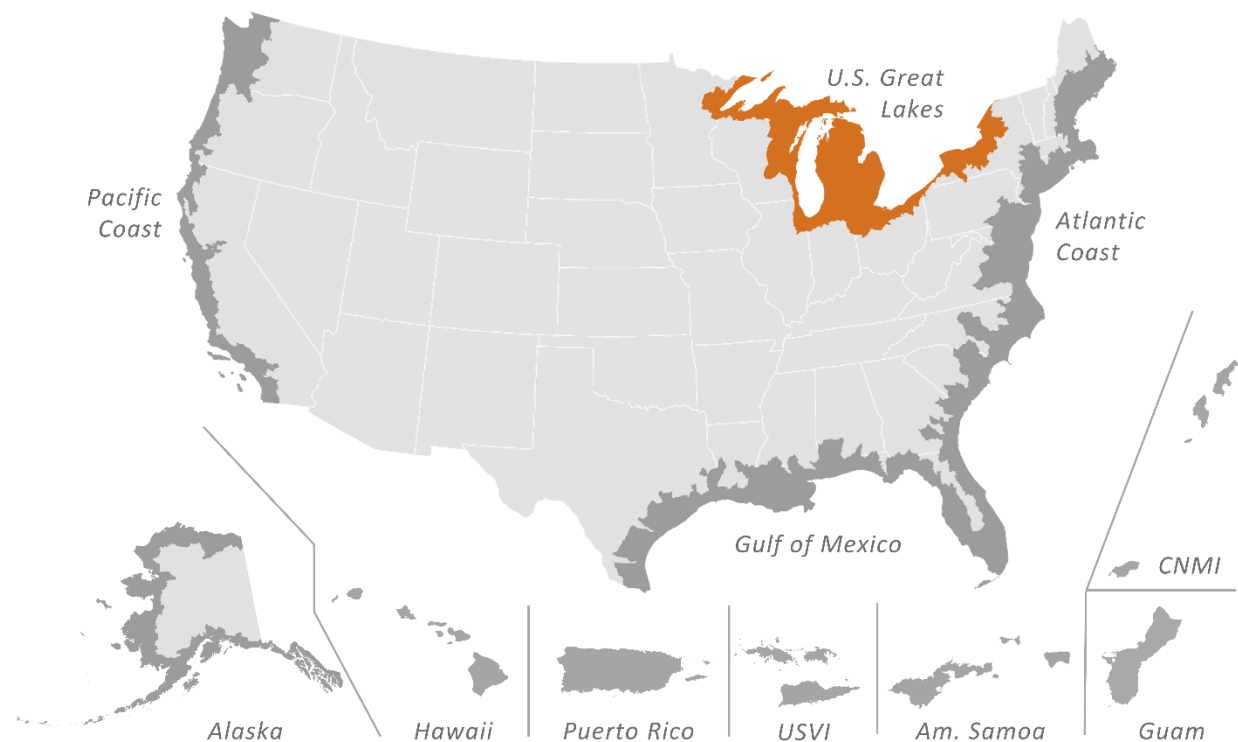 U.S. Great
Lakes
Pacific
Coast
Atlantic
Coast
Gulf of Mexico
CNMI
Alaska
Hawaii
Puerto Rico
USVI
Am. Samoa
Guam